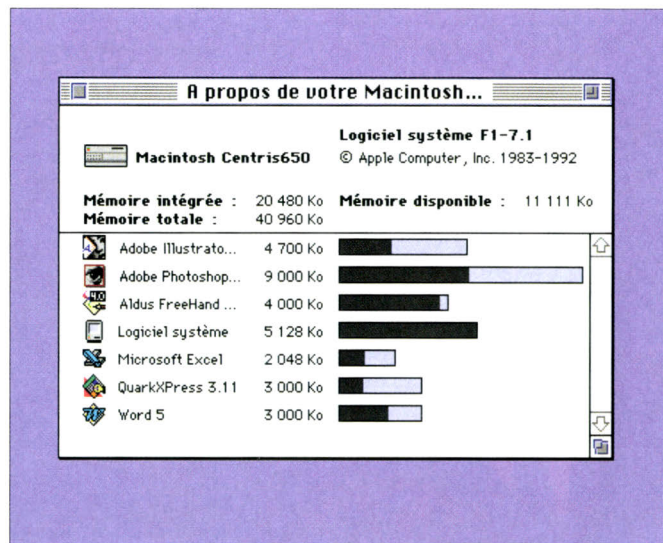 A propos de votre Macintosh...
Logiciel système F1-7.1
Macintosh Centris650 © Apple Computer, Inc. 1983-1992
Mémoire intégrée : 20 480 Ko Mémoire disponible : 11 111 Ko
Mémoire totale : 40 960 Ko
Adobe Illustrato... 4 700 Ko
Adobe Photoshop... 9 000 Ko
4.0
Aldus FreeHand ... 4 000 Ko
Logiciel système 5 128 Ko
Microsoft Excel 2 048 Ko
QuarkXPress 3.11 3 000 Ko
Word 5 3 000 Ko